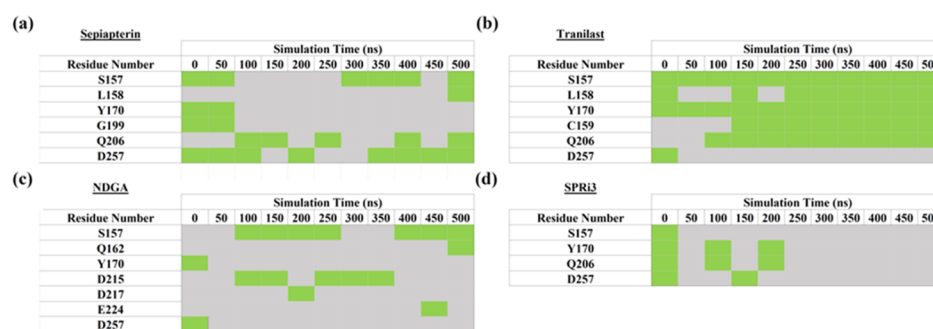 (a)
Sepiapterin
Simulation Time (ns)
Residue Number 0 50 100 150 200 250 300 350 400 450 500
S157
L158
Y170
G199
Q206
D257
(b)
Tranilast
Simulation Time (ns)
Residue Number 0 50 100 150 200 250 300 350 400 450 50
S157
L158
Y170
C159
Q206
D257
(c)
NDGA
Simulation Time (ns)
Residue Number 0 50 100 150 200 250 300 350 400 450 500
S157
Q162
Y170
D215
D217
E224
D257
(d)
SPRi3
Simulation Time (ns)
Residue Number 0 50 100 150 200 250 300 350 400 450 50
S157
Y170
Q206
D257